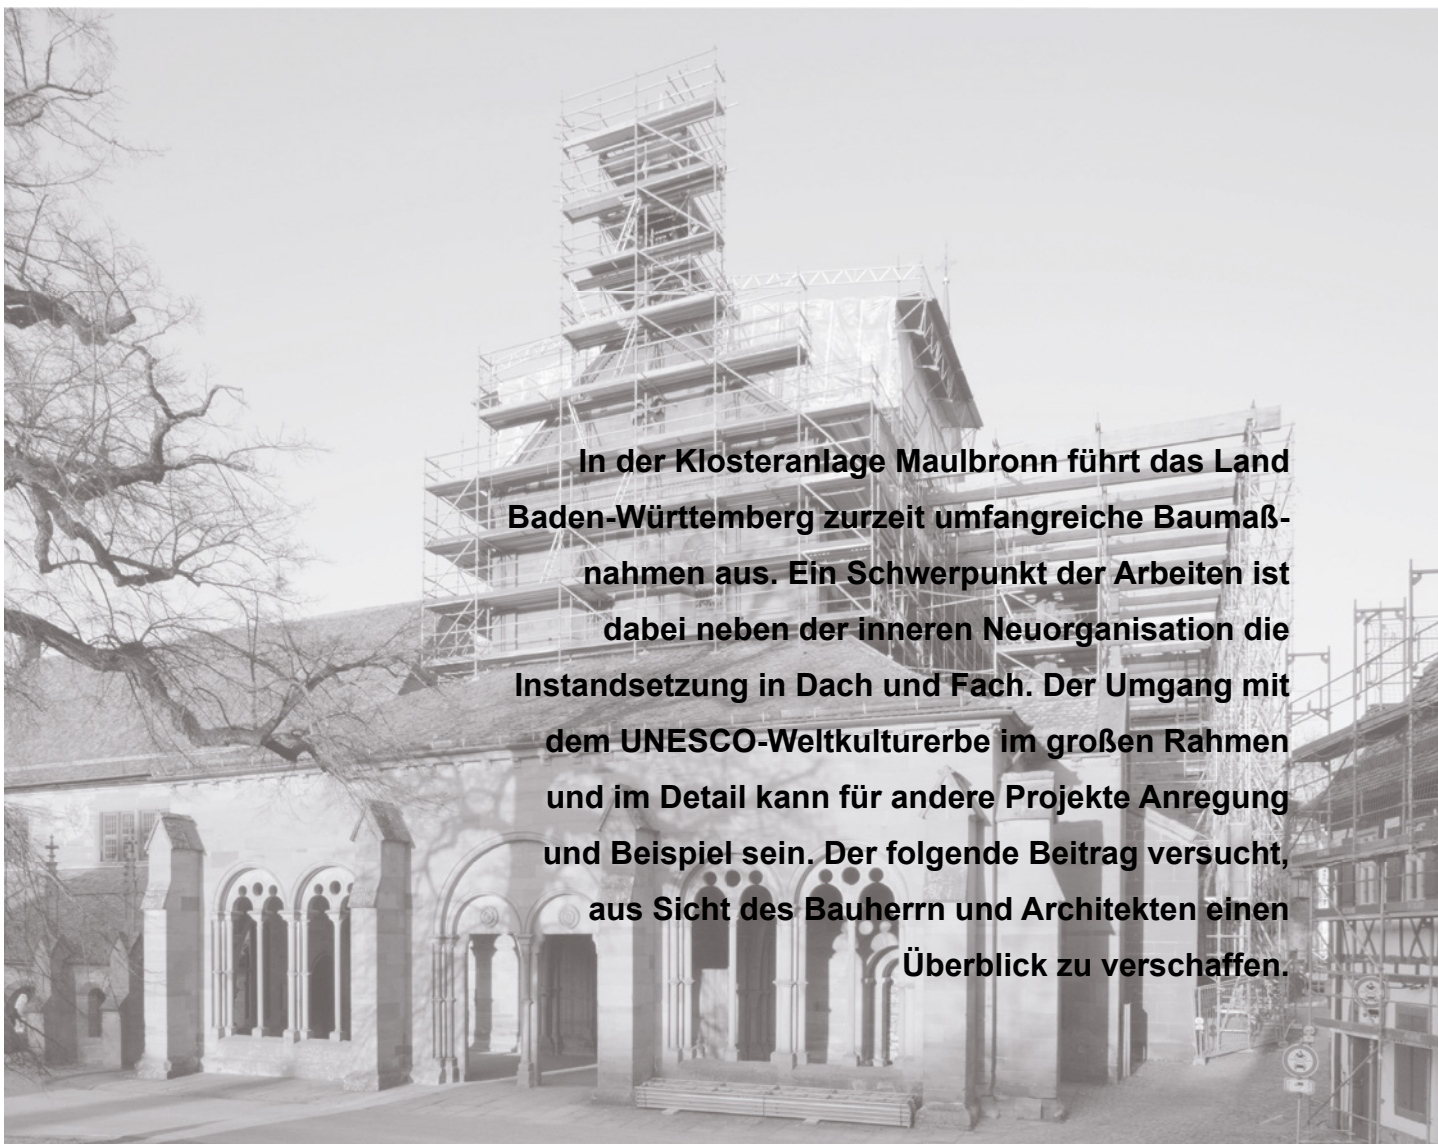 In der Klosteranlage Maulbronn führt das Land
Baden-Württemberg zurzeit umfangreiche Baumaß-
nahmen aus. Ein Schwerpunkt der Arbeiten ist
dabei neben der inneren Neuorganisation die
Instandsetzung in Dach und Fach. Der Umgang mit
dem UNESCO-Weltkulturerbe im großen Rahmen
und im Detail kann für andere Projekte Anregung
und Beispiel sein. Der folgende Beitrag versucht,
aus Sicht des Bauherrn und Architekten einen
Überblick zu verschaffen.